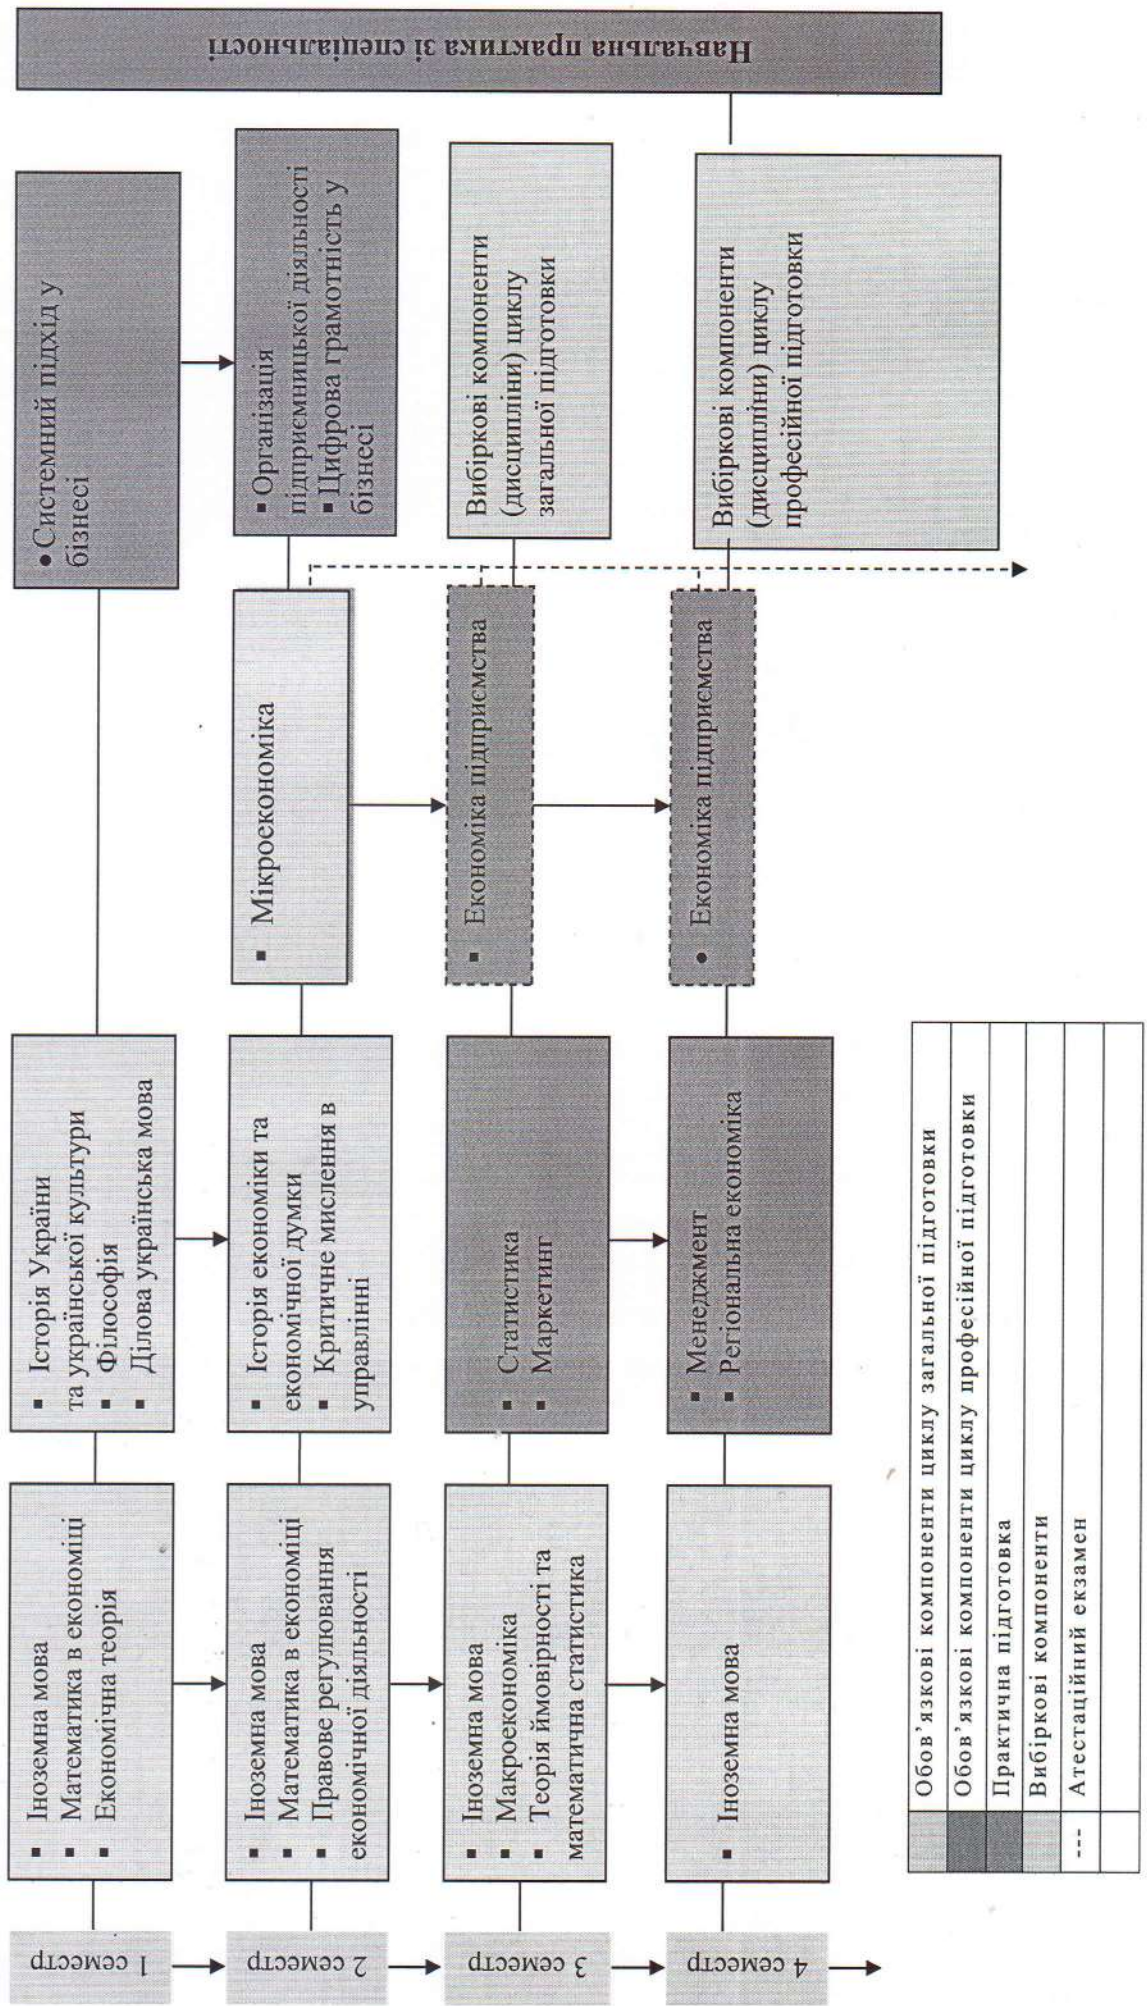 1 семестр
▪ Іноземна мова
▪ Математика в економіці
▪ Економічна теорія
▪ Історія України
та української культури
▪ Філософія
▪ Ділова українська мова
● Системний підхід у
бізнесі
2 семестр
▪ Іноземна мова
▪ Математика в економіці
▪ Правове регулювання
економічної діяльності
▪ Історія економіки та
економічної думки
▪ Критичне мислення в
управлінні
▪ Мікроекономіка
▪ Організація
підприємницької діяльності
▪ Цифрова грамотність у
бізнесі
3 семестр
▪ Іноземна мова
▪ Макроекономіка
▪ Теорія ймовірності та
математична статистика
▪ Статистика
▪ Маркетинг
▪ Економіка підприємства
Вибіркові компоненти
(дисципліни) циклу
загальної підготовки
4 семестр
▪ Іноземна мова
▪ Менеджмент
▪ Регіональна економіка
● Економіка підприємства
Вибіркові компоненти
(дисципліни) циклу
професійної підготовки
Навчальна практика зі спеціальності
Обов’язкові компоненти циклу загальної підготовки
Обов’язкові компоненти циклу професійної підготовки
Практична підготовка
Вибіркові компоненти
--- Атестаційний екзамен